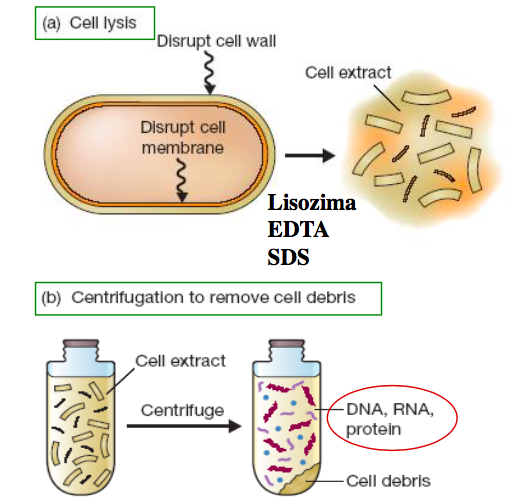 (a) Cell lysis
Disrupt cell wall
Cell extract
Disrupt cell
membrane
Lisozima
EDTA
SDS
(b) Centrifugation to remove cell debris
Cell extract
Centrifuge
DNA, RNA,
protein
Cell debris